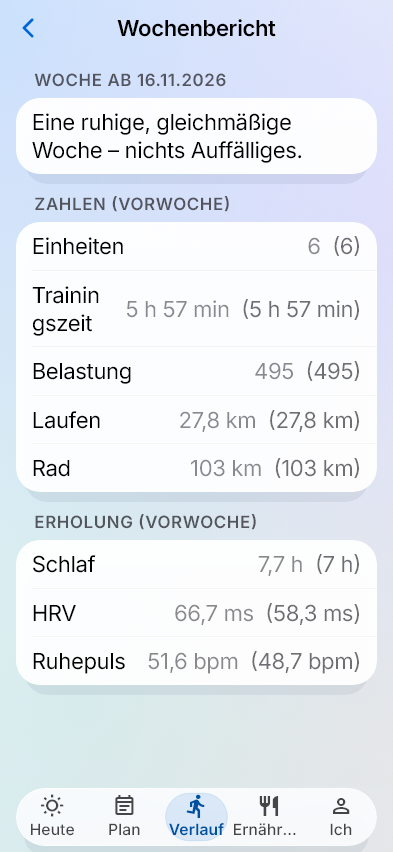 Wochenbericht
WOCHE AB 16.11.2026
Eine ruhige, gleichmäßige
Woche – nichts Auffälliges.
ZAHLEN (VORWOCHE)
Einheiten 6 (6)
Trainin
gszeit 5 h 57 min (5 h 57 min)
Belastung 495 (495)
Laufen 27,8 km (27,8 km)
Rad 103 km (103 km)
ERHOLUNG (VORWOCHE)
Schlaf 7,7 h (7 h)
HRV 66,7 ms (58,3 ms)
Ruhepuls 51,6 bpm (48,7 bpm)
Heute Plan Verlauf Ernähr... Ich